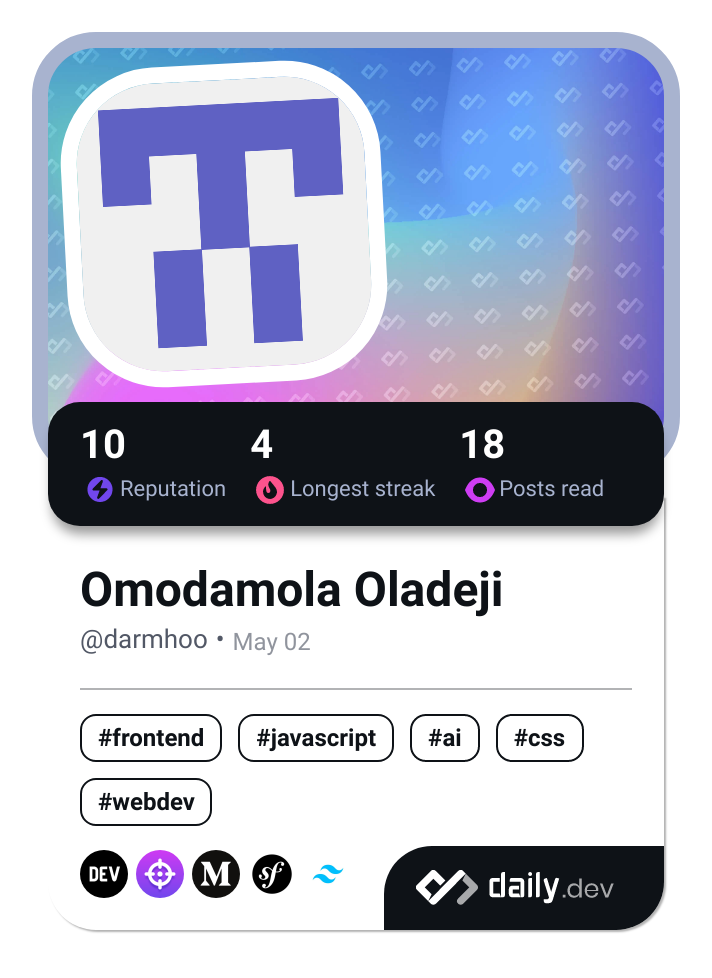 10 4 18
Reputation Longest streak Posts read
Omodamola Oladeji
@darmhoo • May 02
#frontend #javascript #ai #css
#webdev
DEV M sf daily.dev